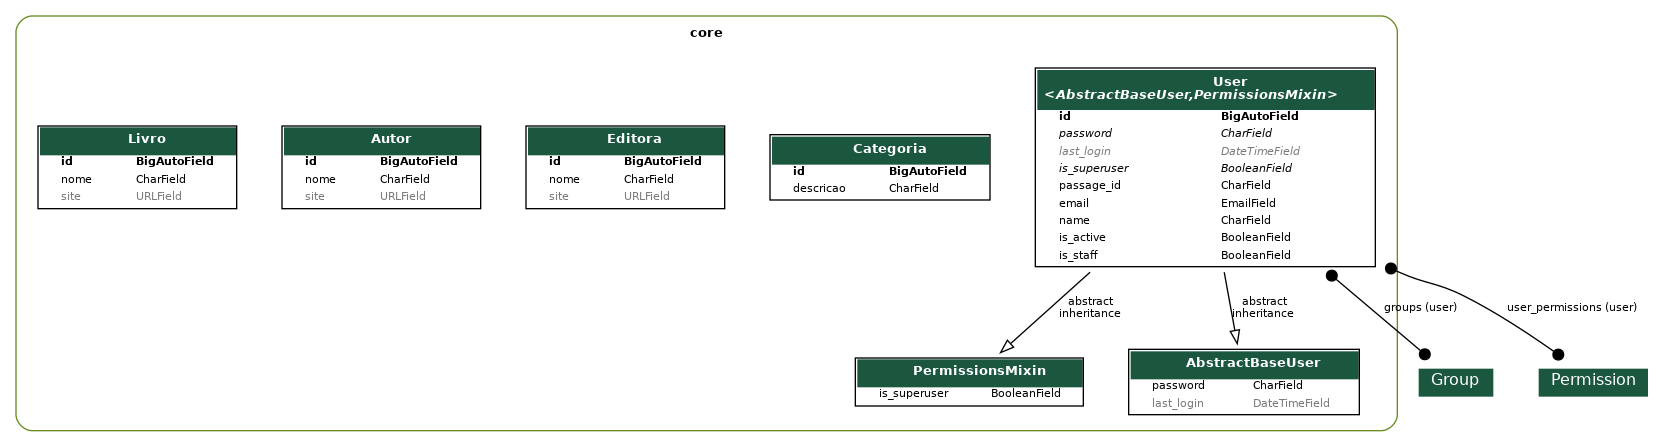 core
Livro
id BigAutoField
nome CharField
site URLField
Autor
id BigAutoField
nome CharField
site URLField
Editora
id BigAutoField
nome CharField
site URLField
Categoria
id BigAutoField
descricao CharField
User
<AbstractBaseUser,PermissionsMixin>
id BigAutoField
password CharField
last_login DateTimeField
is_superuser BooleanField
passage_id CharField
email EmailField
name CharField
is_active BooleanField
is_staff BooleanField
abstract
inheritance
abstract
inheritance
groups (user)
user_permissions (user)
PermissionsMixin
is_superuser BooleanField
AbstractBaseUser
password CharField
last_login DateTimeField
Group
Permission